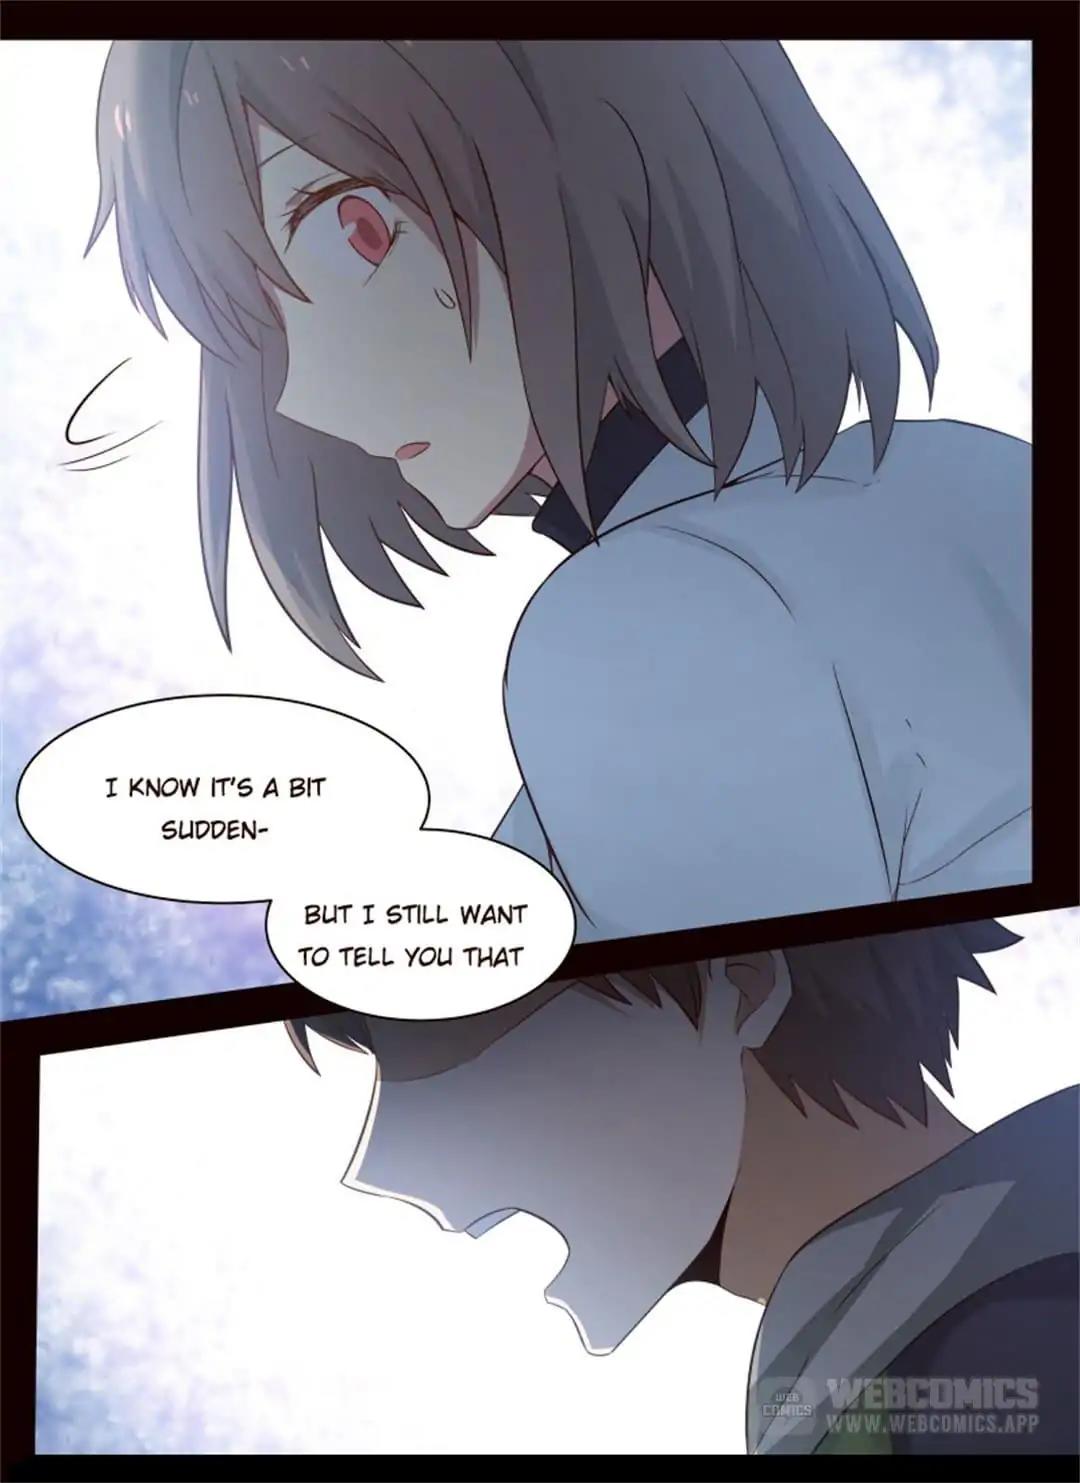 I KNOW IT'S A BIT
SUDDEN-
BUT I STILL WANT
TO TELL YOU THAT
WEB
COMICS
WEBCOMICS
WWW.WEBCOMICS.APP